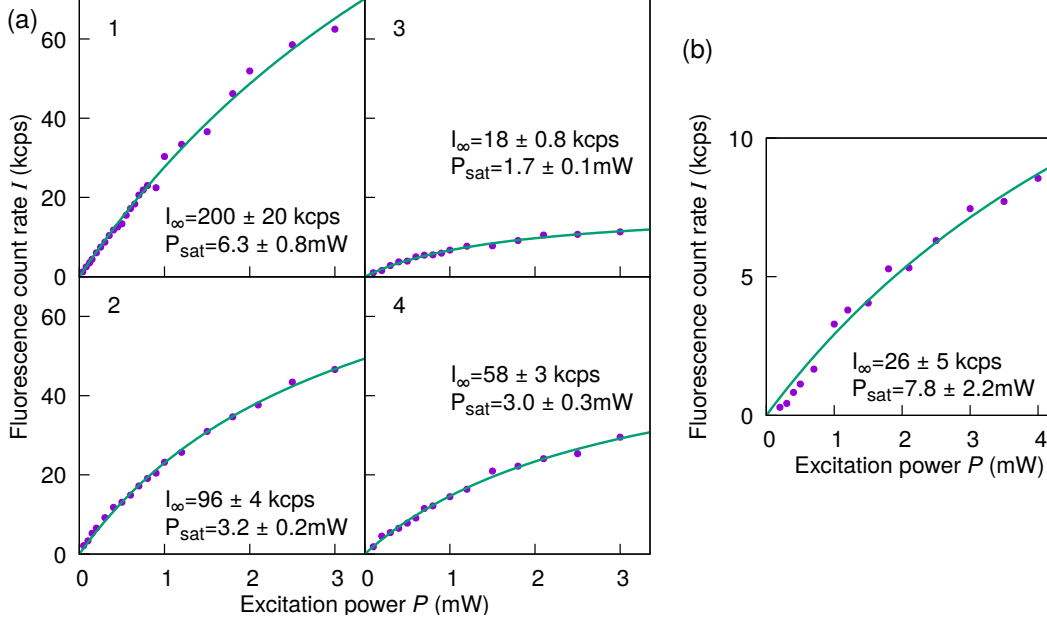 (a)
Fluorescence count rate I (kcps)
60
40
20
0
1
I∞=200 ± 20 kcps
Psat=6.3 ± 0.8mW
3
I∞=18 ± 0.8 kcps
Psat=1.7 ± 0.1mW
60
40
20
0
2
I∞=96 ± 4 kcps
Psat=3.2 ± 0.2mW
4
I∞=58 ± 3 kcps
Psat=3.0 ± 0.3mW
0 1 2 3 0 1 2 3
Excitation power P (mW)
(b)
Fluorescence count rate I (kcps)
10
5
0
I∞=26 ± 5 kcps
Psat=7.8 ± 2.2mW
0 1 2 3 4
Excitation power P (mW)